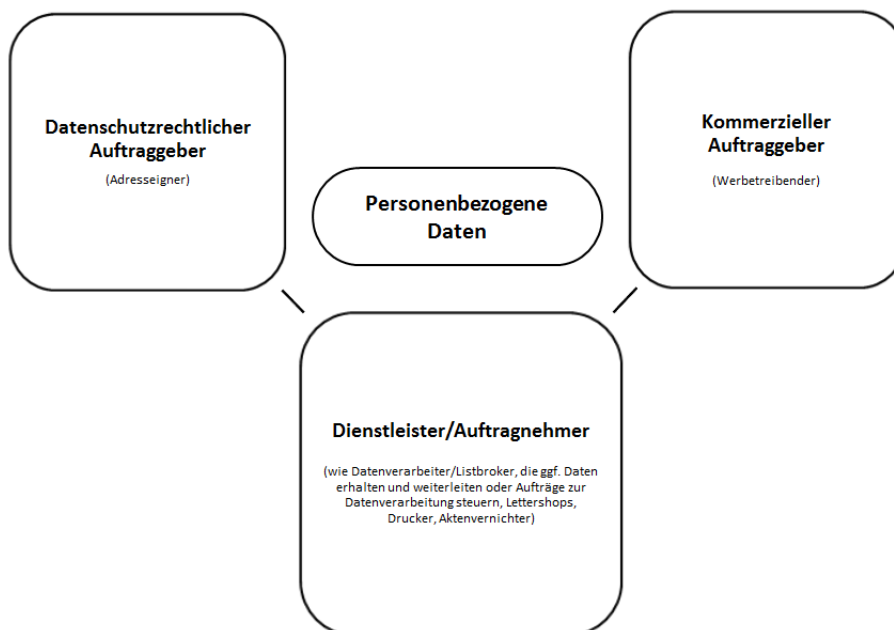 Datenschutzrechtlicher
Auftraggeber
(Adresseigner)
Kommerzieller
Auftraggeber
(Werbetreibender)
Personenbezogene
Daten
Dienstleister/Auftragnehmer
(wie Datenverarbeiter/Listbroker, die ggf. Daten
erhalten und weiterleiten oder Aufträge zur
Datenverarbeitung steuern, Lettershops,
Drucker, Aktenvernichter)